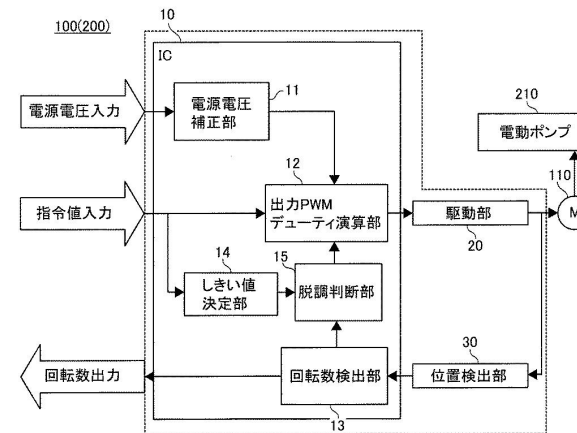 100(200)
10
IC
電源電圧入力
電源電圧
補正部
11
210
電動ポンプ
12
110
指令値入力
出力PWM
デューティ演算部
駆動部
20
M
14
しきい値
決定部
15
脱調判断部
30
回転数出力
回転数検出部
位置検出部
13